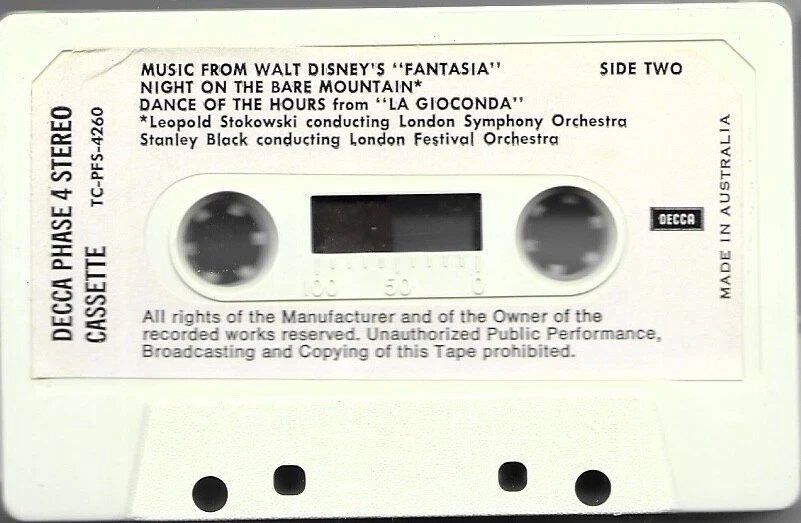 MUSIC FROM WALT DISNEY'S "FANTASIA" SIDE TWO
NIGHT ON THE BARE MOUNTAIN*
DANCE OF THE HOURS from "LA GIOCONDA"
*Leopold Stokowski conducting London Symphony Orchestra
Stanley Black conducting London Festival Orchestra
DECCA PHASE 4 STEREO
CASSETTE TC-PFS-4260
DECCA
MADE IN AUSTRALIA
100 50 0
All rights of the Manufacturer and of the Owner of the
recorded works reserved. Unauthorized Public Performance,
Broadcasting and Copying of this Tape prohibited.